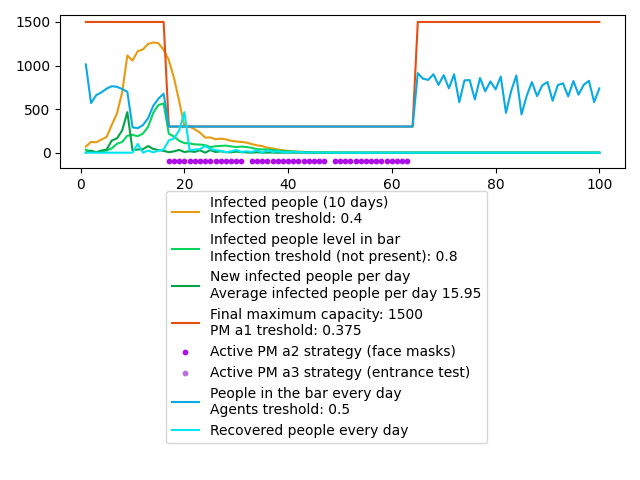 1500
1000
500
0
0
20
40
60
80
100
Infected people (10 days)
Infection treshold: 0.4
Infected people level in bar
Infection treshold (not present): 0.8
New infected people per day
Average infected people per day 15.95
Final maximum capacity: 1500
PM a1 treshold: 0.375
Active PM a2 strategy (face masks)
Active PM a3 strategy (entrance test)
People in the bar every day
Agents treshold: 0.5
Recovered people every day